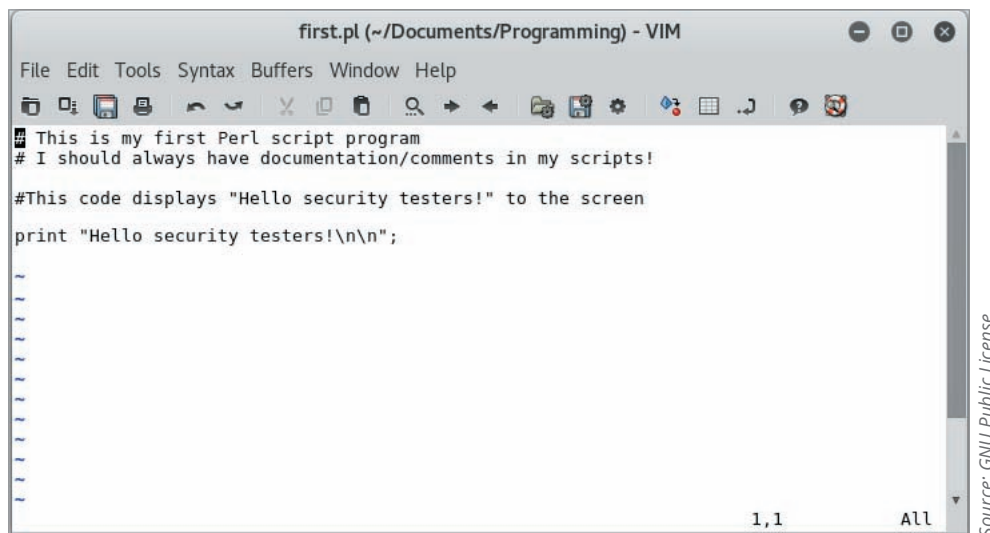 first.pl (~/Documents/Programming) - VIM
File Edit Tools Syntax Buffers Window Help
# This is my first Perl script program
# I should always have documentation/comments in my scripts!
#This code displays "Hello security testers!" to the screen
print "Hello security testers!\n\n";
~
~
~
~
~
~
~
~
~
~
~
~
1,1 All
Source: GNU Public License